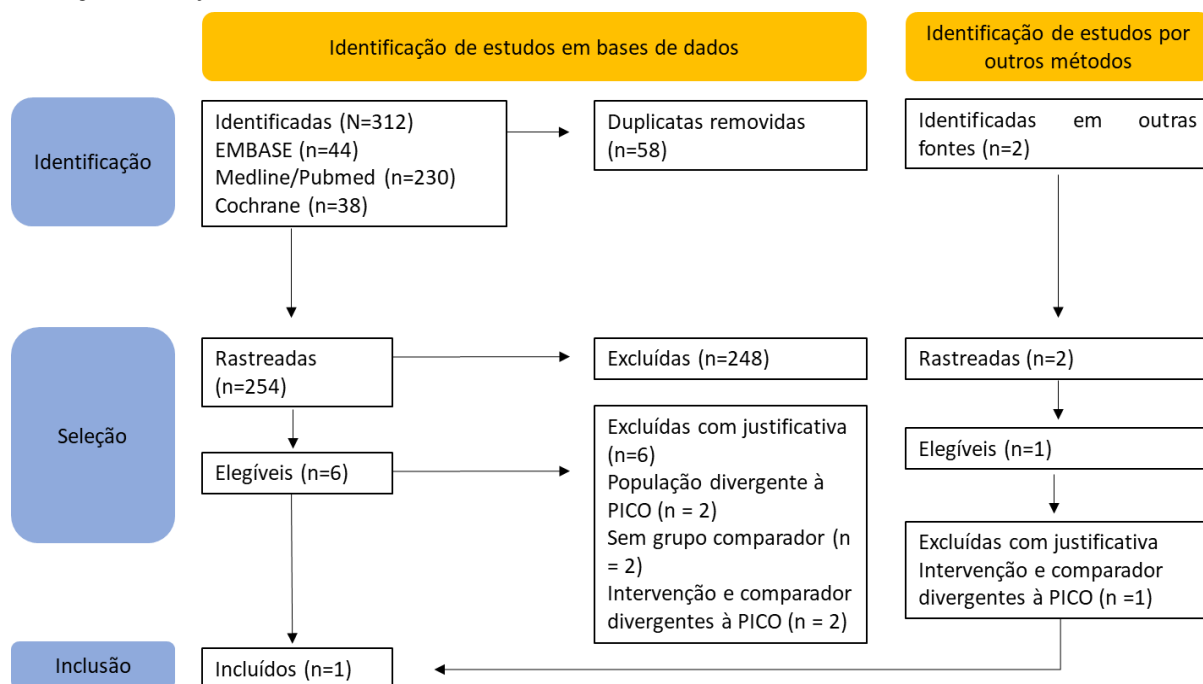 Identificação de estudos em bases de dados
Identificação de estudos por
outros métodos
Identificação
Identificadas (N=312)
EMBASE (n=44)
Medline/Pubmed (n=230)
Cochrane (n=38)
Duplicatas removidas
(n=58)
Identificadas em outras
fontes (n=2)
Seleção
Rastreadas
(n=254)
Excluídas (n=248)
Rastreadas (n=2)
Elegíveis (n=6)
Excluídas com justificativa
(n=6)
População divergente à
PICO (n = 2)
Sem grupo comparador (n
= 2)
Intervenção e comparador
divergentes à PICO (n = 2)
Elegíveis (n=1)
Excluídas com justificativa
Intervenção e comparador
divergentes à PICO (n =1)
Inclusão
Incluídos (n=1)